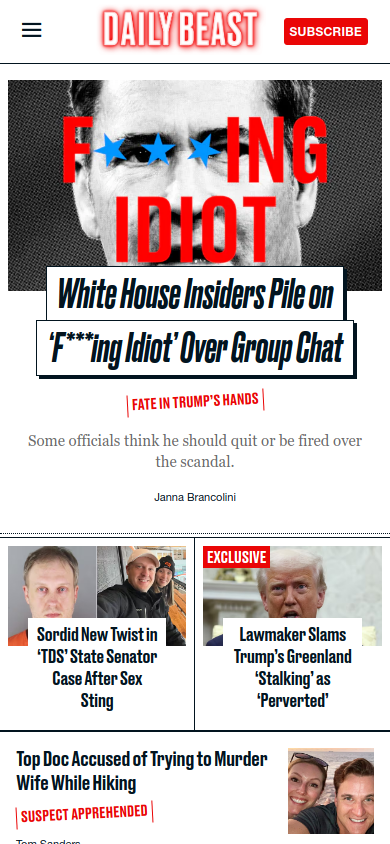 DAILY BEAST
SUBSCRIBE
F★★★ING
IDIOT
White House Insiders Pile on
‘F***ing Idiot’ Over Group Chat
FATE IN TRUMP’S HANDS
Some officials think he should quit or be fired over
the scandal.
Janna Brancolini
Sordid New Twist in
‘TDS’ State Senator
Case After Sex
Sting
EXCLUSIVE
Lawmaker Slams
Trump’s Greenland
‘Stalking’ as
‘Perverted’
Top Doc Accused of Trying to Murder
Wife While Hiking
SUSPECT APPREHENDED
Tom Sanders